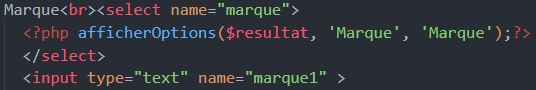 Marque<br><select name="marque">
<?php afficherOptions($resultat, 'Marque', 'Marque');?>
</select>
<input type="text" name="marque1" >